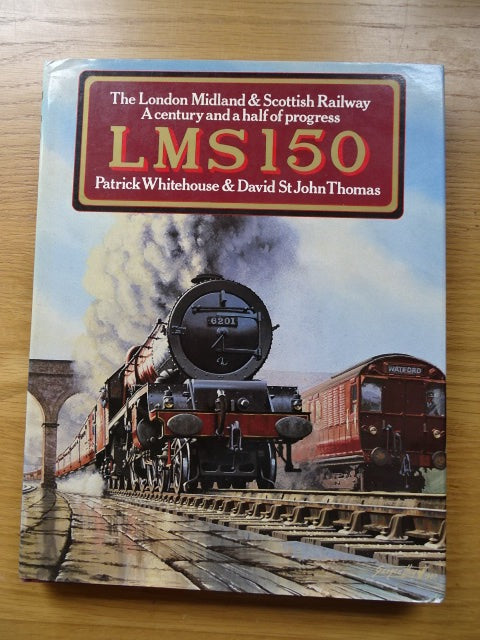 The London Midland & Scottish Railway
A century and a half of progress
LMS 150
Patrick Whitehouse & David St John Thomas
6201
WATFORD